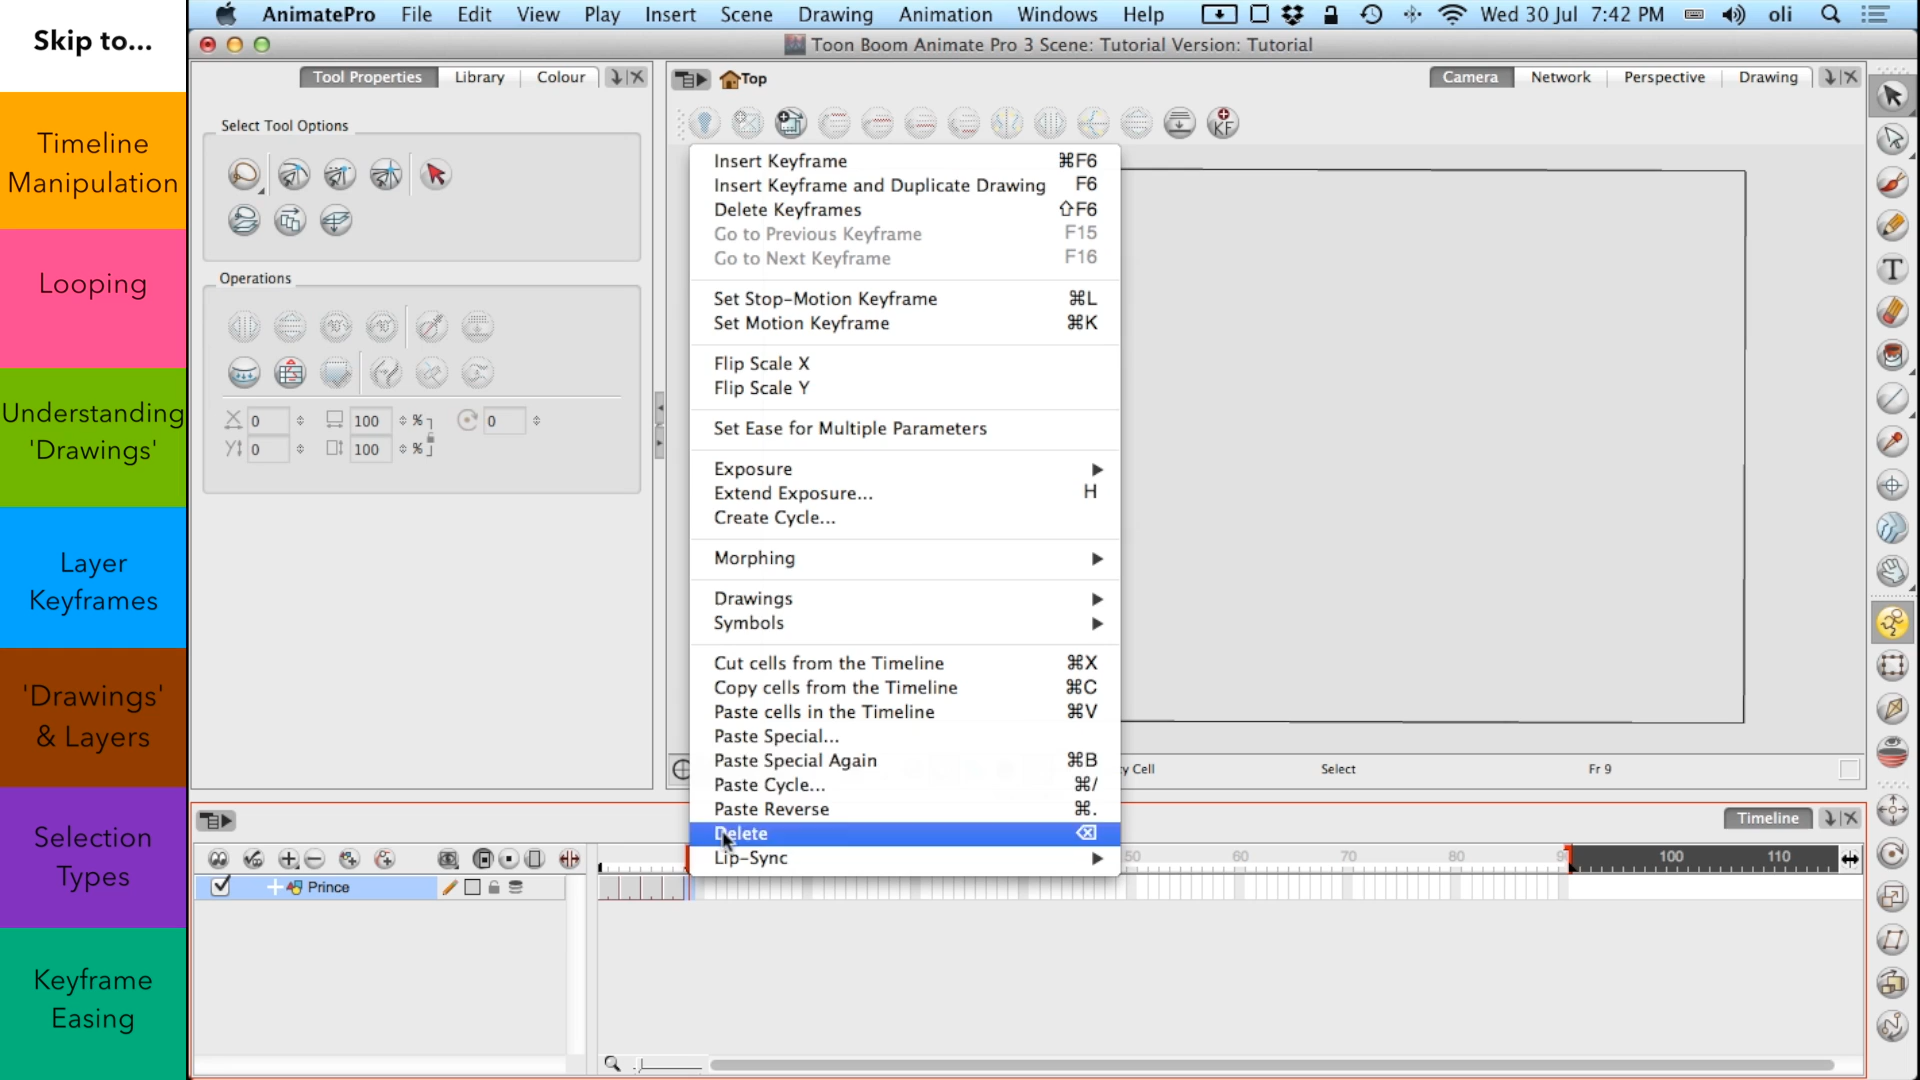 Skip to...
Timeline
Manipulation
Looping
Understanding
'Drawings'
Layer
Keyframes
'Drawings'
& Layers
Selection
Types
Keyframe
Easing
AnimatePro File Edit View Play Insert Scene Drawing Animation Windows Help Wed 30 Jul 7:42 PM oli
Toon Boom Animate Pro 3 Scene: Tutorial Version: Tutorial
Tool Properties Library Colour
Top
Camera Network Perspective Drawing
Select Tool Options
Operations
X 0 100 % 0
Y 0 100 %
KF
Insert Keyframe ⌘F6
Insert Keyframe and Duplicate Drawing F6
Delete Keyframes ⇧F6
Go to Previous Keyframe F15
Go to Next Keyframe F16
Set Stop-Motion Keyframe ⌘L
Set Motion Keyframe ⌘K
Flip Scale X
Flip Scale Y
Set Ease for Multiple Parameters
Exposure
Extend Exposure... H
Create Cycle...
Morphing
Drawings
Symbols
Cut cells from the Timeline ⌘X
Copy cells from the Timeline ⌘C
Paste cells in the Timeline ⌘V
Paste Special...
Paste Special Again ⌘B
Paste Cycle... ⌘/
Paste Reverse ⌘.
Delete ⌫
Lip-Sync
y Cell Select Fr 9
Timeline
50 60 70 80 100 110
Prince
T